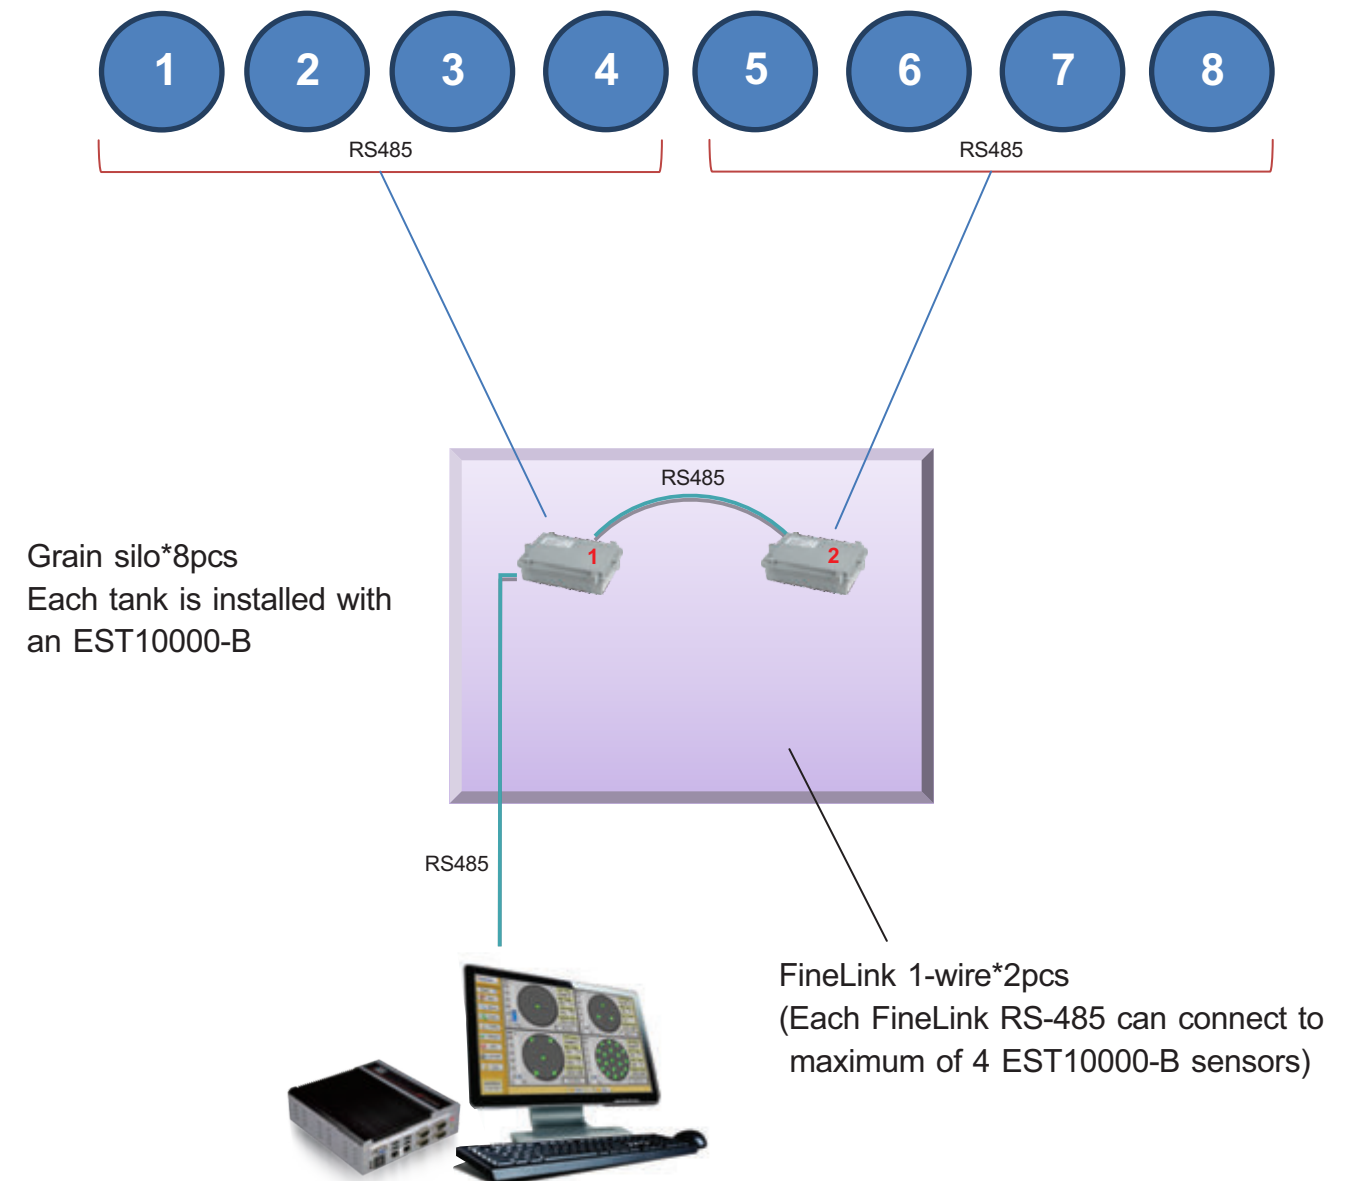 1 2 3 4 5 6 7 8
RS485 RS485
RS485
1 2
Grain silo*8pcs
Each tank is installed with
an EST10000-B
RS485
FineLink 1-wire*2pcs
(Each FineLink RS-485 can connect to
maximum of 4 EST10000-B sensors)